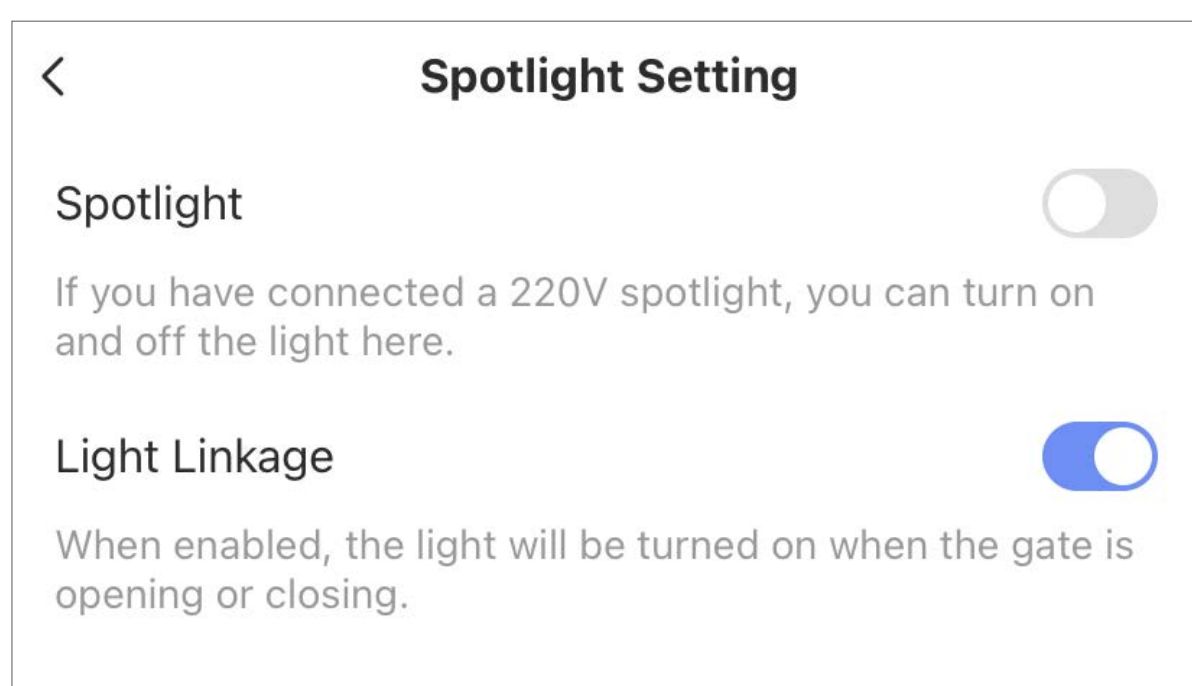 Spotlight Setting
Spotlight
If you have connected a 220V spotlight, you can turn on
and off the light here.
Light Linkage
When enabled, the light will be turned on when the gate is
opening or closing.